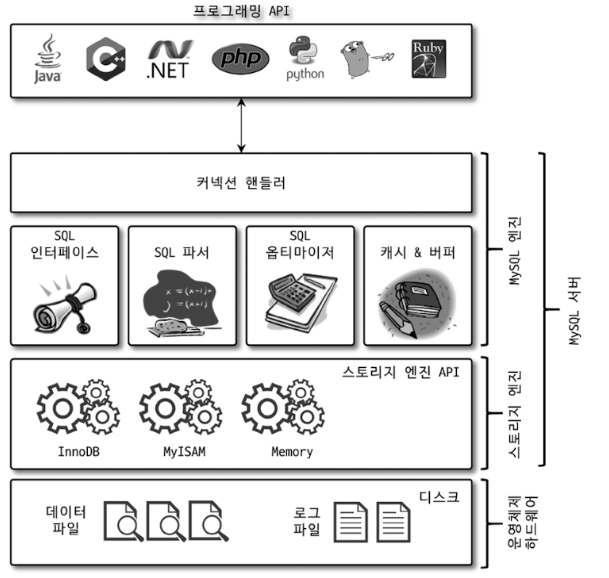 프로그래밍 API
Java
C++
.NET
php
python
GO
Ruby
커넥션 핸들러
SQL
인터페이스
SQL 파서
SQL
옵티마이저
캐시 & 버퍼
x = (x-i)+
j = (x+i)
MySQL 엔진
스토리지 엔진 API
InnoDB
MyISAM
Memory
스토리지 엔진
MySQL 서버
데이터
파일
로그
파일
디스크
운영체제
하드웨어